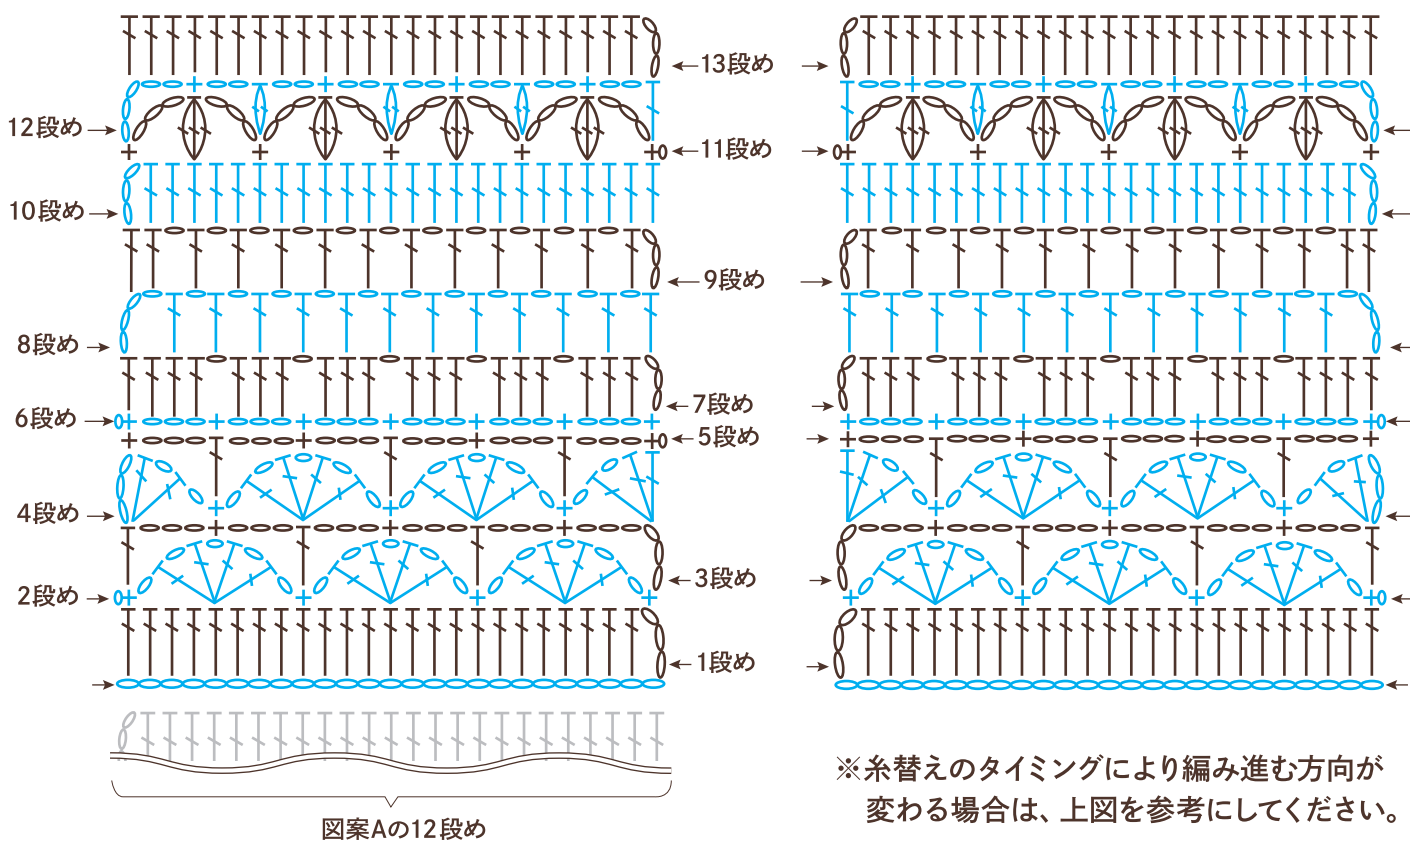 13段め
12段め
11段め
10段め
9段め
8段め
7段め
6段め
5段め
4段め
3段め
2段め
1段め
図案Aの12段め
※糸替えのタイミングにより編み進む方向が
変わる場合は、上図を参考にしてください。